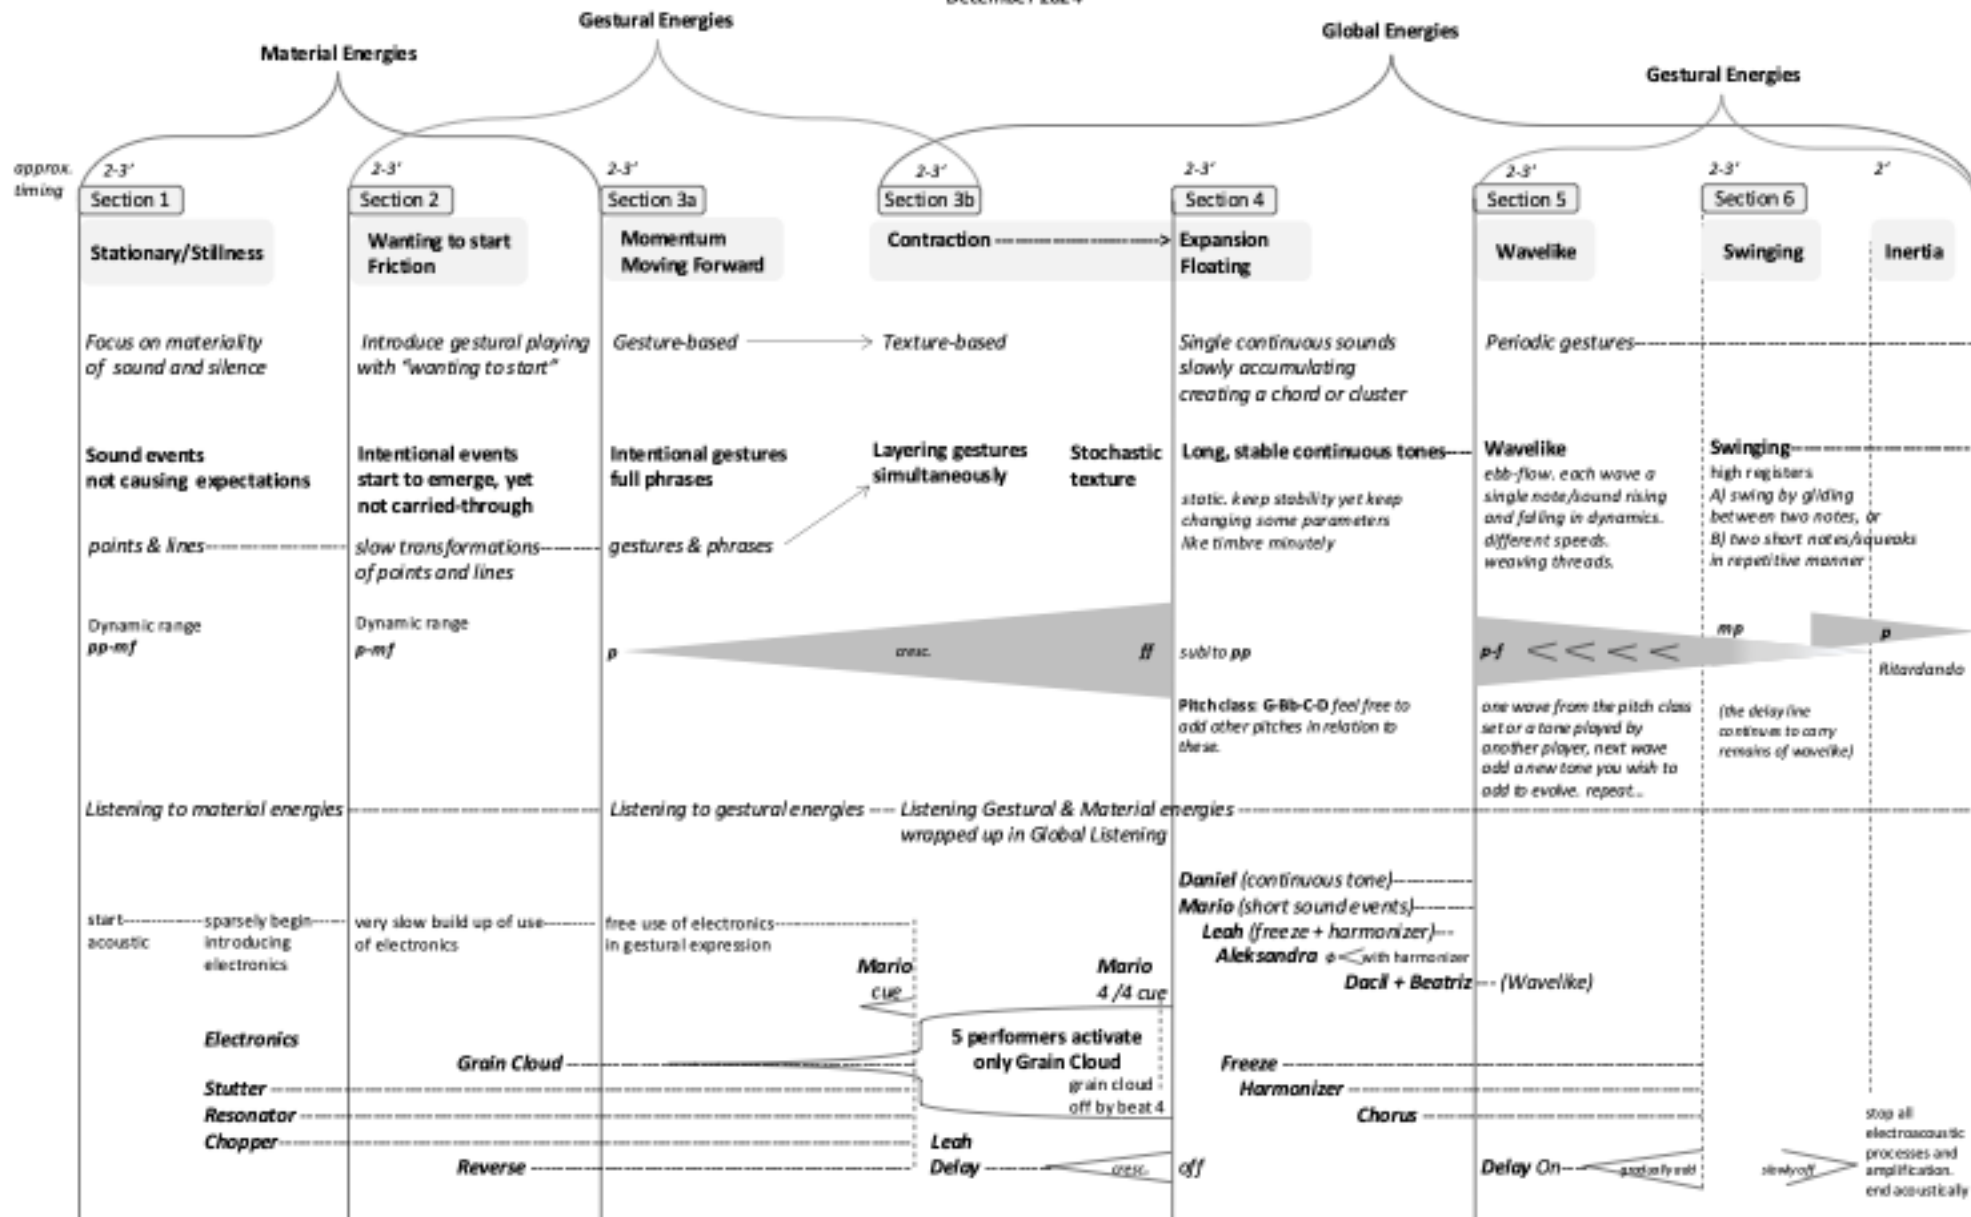 December 2024
Gestural Energies
Global Energies
Material Energies
Gestural Energies
approx.
timing
2-3'
2-3'
2-3'
2-3'
2-3'
2-3'
2-3'
2'
Section 1
Section 2
Section 3a
Section 3b
Section 4
Section 5
Section 6
Stationary/Stillness
Wanting to start
Friction
Momentum
Moving Forward
Contraction
Expansion
Floating
Wavelike
Swinging
Inertia
Focus on materiality
of sound and silence
Introduce gestural playing
with "wanting to start"
Gesture-based
Texture-based
Single continuous sounds
slowly accumulating
creating a chord or cluster
Periodic gestures
Sound events
not causing expectations
Intentional events
start to emerge, yet
not carried-through
Intentional gestures
full phrases
Layering gestures
simultaneously
Stochastic
texture
Long, stable continuous tones
static. keep stability yet keep
changing some parameters
like timbre minutely
Wavelike
ebb-flow. each wave a
single note/sound rising
and falling in dynamics.
different speeds.
weaving threads.
Swinging
high registers
A) swing by gliding
between two notes, or
B) two short notes/squeaks
in repetitive manner
points & lines
slow transformations
of points and lines
gestures & phrases
Dynamic range
pp-mf
Dynamic range
p-mf
p
cresc.
ff
subito pp
p-f < < < <
mp
p
Ritardando
Pitch class: G-Bb-C-D feel free to
add other pitches in relation to
these.
one wave from the pitch class
set or a tone played by
another player, next wave
add a new tone you wish to
add to evolve. repeat...
(the delay line
continues to carry
remains of wavelike)
Listening to material energies
Listening to gestural energies
Listening Gestural & Material energies
wrapped up in Global Listening
Daniel (continuous tone)
Mario (short sound events)
Leah (freeze + harmonizer)
Aleksandra ø < with harmonizer
Dacil + Beatriz
(Wavelike)
start
acoustic
sparsely begin
introducing
electronics
very slow build up of use
of electronics
free use of electronics
in gestural expression
Mario
cue
Mario
4 /4 cue
5 performers activate
only Grain Cloud
grain cloud
off by beat 4
Electronics
Grain Cloud
Stutter
Resonator
Chopper
Reverse
Leah
Delay
cresc.
off
Freeze
Harmonizer
Chorus
Delay On
gradually add
slowly off
stop all
electroacoustic
processes and
amplification.
end acoustically